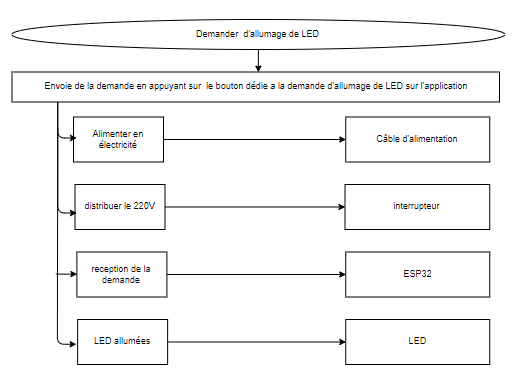 Demander d'allumage de LED
Envoie de la demande en appuyant sur le bouton dédie a la demande d'allumage de LED sur l'application
Alimenter en
électricité
Câble d'alimentation
distribuer le 220V
interrupteur
reception de la
demande
ESP32
LED allumées
LED